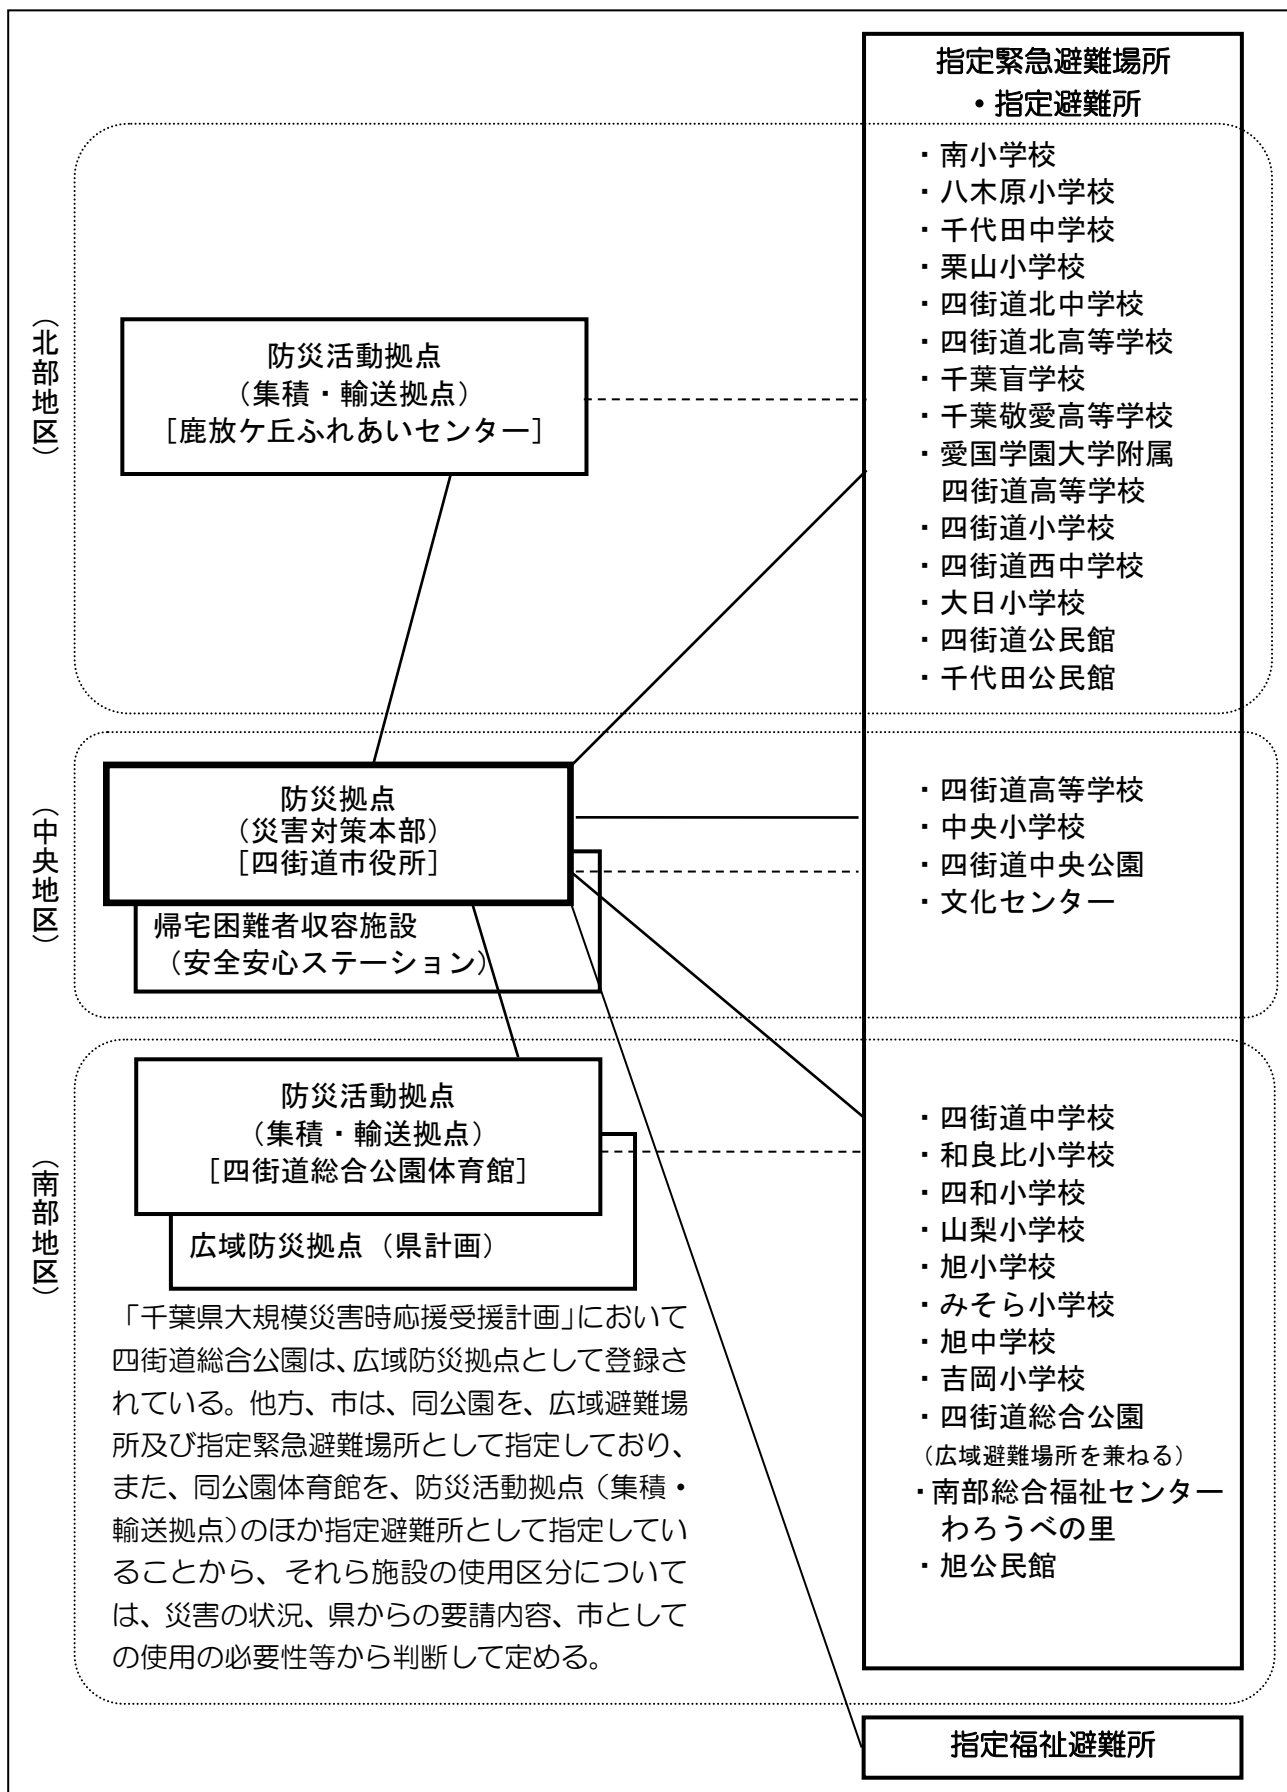 指定緊急避難場所
・指定避難所
（北部地区）
防災活動拠点
（集積・輸送拠点）
［鹿放ケ丘ふれあいセンター］
・南小学校
・八木原小学校
・千代田中学校
・栗山小学校
・四街道北中学校
・四街道北高等学校
・千葉盲学校
・千葉敬愛高等学校
・愛国学園大学附属
四街道高等学校
・四街道小学校
・四街道西中学校
・大日小学校
・四街道公民館
・千代田公民館
（中央地区）
防災拠点
（災害対策本部）
［四街道市役所］
帰宅困難者収容施設
（安全安心ステーション）
・四街道高等学校
・中央小学校
・四街道中央公園
・文化センター
（南部地区）
防災活動拠点
（集積・輸送拠点）
［四街道総合公園体育館］
広域防災拠点（県計画）
「千葉県大規模災害時応援受援計画」において
四街道総合公園は、広域防災拠点として登録さ
れている。他方、市は、同公園を、広域避難場
所及び指定緊急避難場所として指定しており、
また、同公園体育館を、防災活動拠点（集積・
輸送拠点）のほか指定避難所として指定してい
ることから、それら施設の使用区分について
は、災害の状況、県からの要請内容、市として
の使用の必要性等から判断して定める。
・四街道中学校
・和良比小学校
・四和小学校
・山梨小学校
・旭小学校
・みそら小学校
・旭中学校
・吉岡小学校
・四街道総合公園
（広域避難場所を兼ねる）
・南部総合福祉センター
わろうべの里
・旭公民館
指定福祉避難所